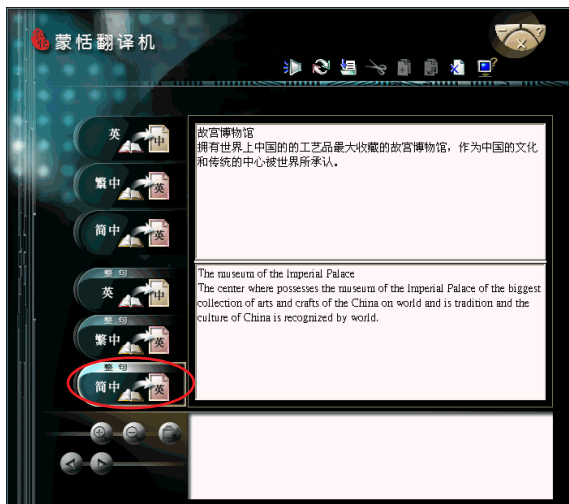 蒙恬翻译机
英 中
繁中 英
简中 英
故宫博物馆
拥有世界上中国的的工艺品最大收藏的故宫博物馆，作为中国的文化
和传统的中心被世界所承认。
整句
英 中
整句
繁中 英
整句
简中 英
The museum of the Imperial Palace
The center where possesses the museum of the Imperial Palace of the biggest
collection of arts and crafts of the China on world and is tradition and the
culture of China is recognized by world.